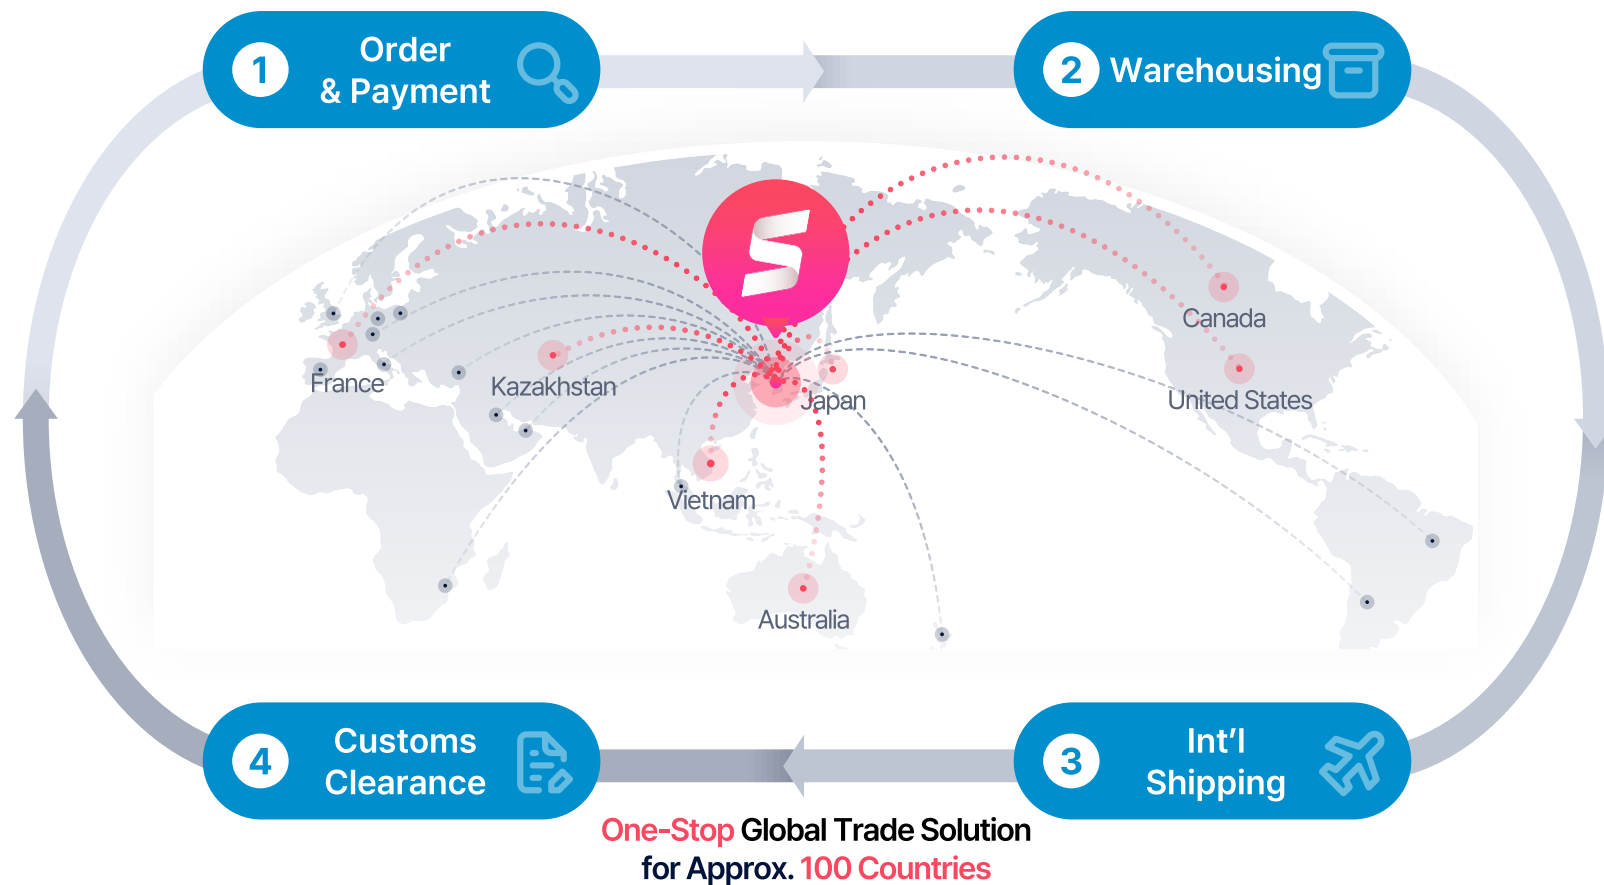 1
Order
& Payment
2
Warehousing
Canada
France
Kazakhstan
Japan
United States
Vietnam
Australia
4
Customs
Clearance
3
Int’l
Shipping
One-Stop Global Trade Solution
for Approx. 100 Countries